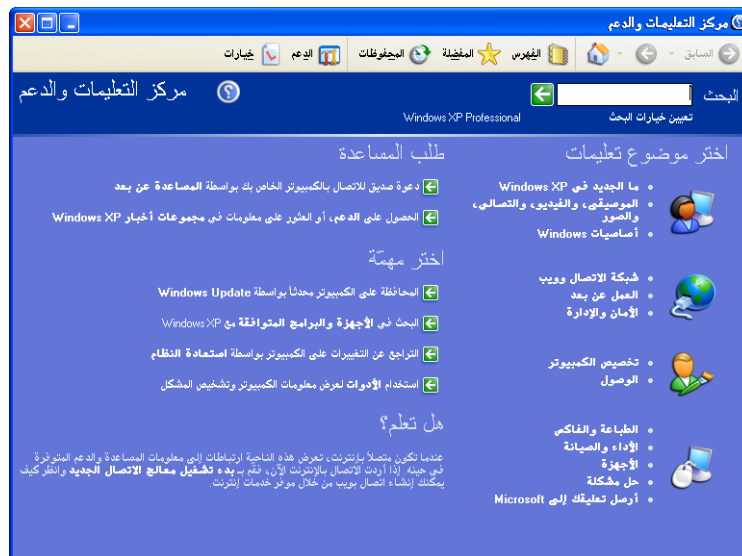 مركز التعليمات والدعم
السابق
الفهرس
المفضلة
المحفوظات
الدعم
خيارات
البحث
تعيين خيارات البحث
مركز التعليمات والدعم
Windows XP Professional
اختر موضوع تعليمات
ما الجديد في Windows XP
الموسيقى، والفيديو، والتصالي،
والصور
أصاصيات Windows
شبكة الاتصال وويب
العمل عن بعد
الأمان والإدارة
تخصيص الكمبيوتر
الوصول
الطباعة والفاكس
الأداء والصيانة
الأجهزة
حل مشكلة
أرسل تعليقك إلى Microsoft
طلب المساعدة
دعوة صديق للاتصال بالكمبيوتر الخاص بك بواسطة المساعدة عن بعد
الحصول على الدعم، أو العثور على معلومات في مجموعات أخبار Windows XP
اختر مهمّة
المحافظة على الكمبيوتر محدثاً بواسطة Windows Update
البحث في الأجهزة والبرامج المتوافقة مع Windows XP
التراجع عن التغييرات على الكمبيوتر بواسطة استعادة النظام
استخدام الأدوات لعرض معلومات الكمبيوتر وتشخيص المشكل
هل تعلم؟
عندما تكون متصلاً بإنترنت، تعرض هذه الناحية ارتباطات إلى معلومات المساعدة والدعم المتوفرة
في حينه. إذا أردت الاتصال بالإنترنت الآن، فقم بـ بدء تشغيل معالج الاتصال الجديد وانظر كيف
يمكنك إنشاء اتصال بويب من خلال موفر خدمات إنترنت.